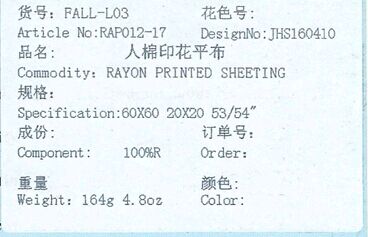 货号: FALL-L03 花色号:
Article No:RAP012-17 DesignNo:JHS160410
品名: 人棉印花平布
Commodity: RAYON PRINTED SHEETING
规格:
Specification:60X60 20X20 53/54"
成份: 订单号:
Component: 100%R Order:
重量 颜色:
Weight: 164g 4.8oz Color: